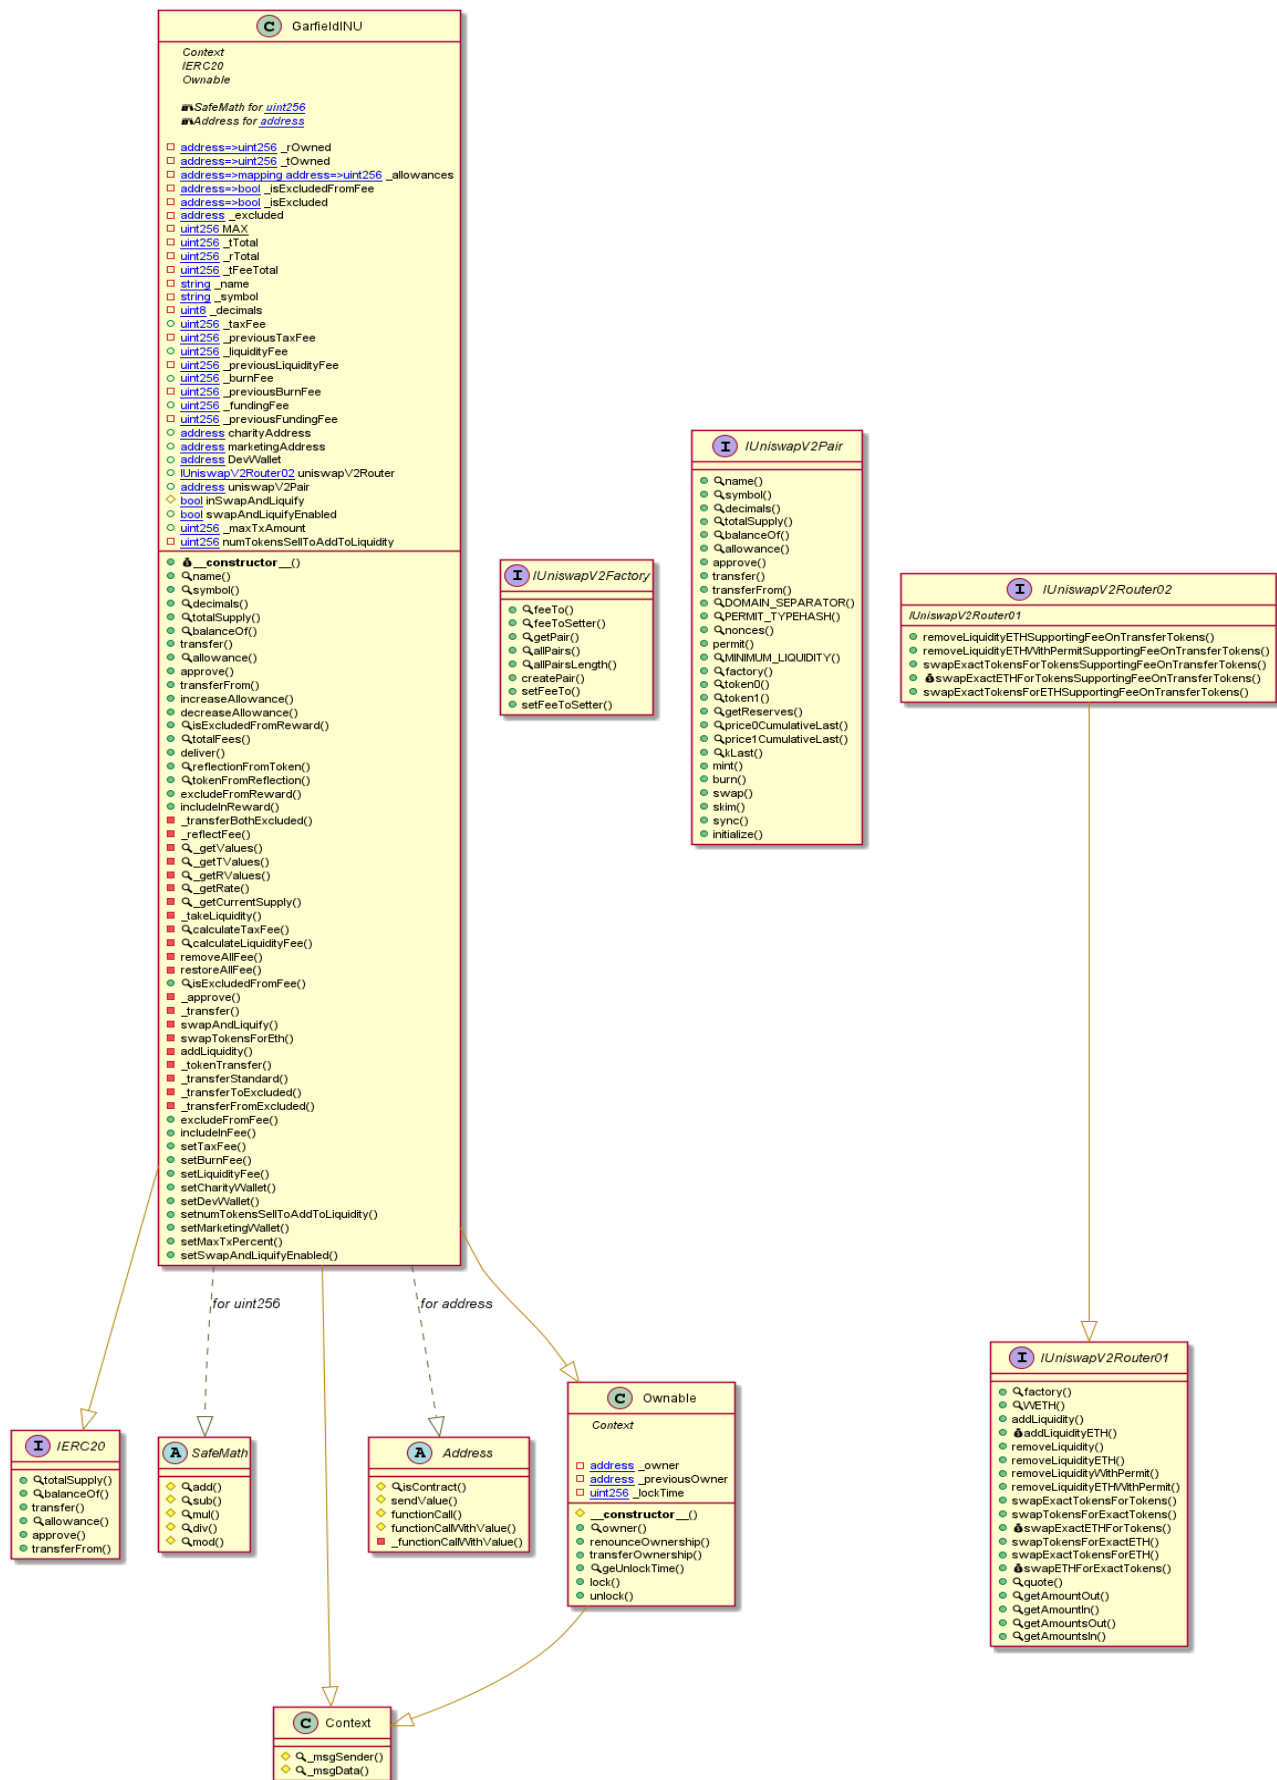 C GarfieldINU
Context
IERC20
Ownable
SafeMath for uint256
Address for address
address=>uint256 _rOwned
address=>uint256 _tOwned
address=>mapping address=>uint256 _allowances
address=>bool _isExcludedFromFee
address=>bool _isExcluded
address _excluded
uint256 MAX
uint256 _tTotal
uint256 _rTotal
uint256 _tFeeTotal
string _name
string _symbol
uint8 _decimals
uint256 _taxFee
uint256 _previousTaxFee
uint256 _liquidityFee
uint256 _previousLiquidityFee
uint256 _burnFee
uint256 _previousBurnFee
uint256 _fundingFee
uint256 _previousFundingFee
address charityAddress
address marketingAddress
address DevWallet
IUniswapV2Router02 uniswapV2Router
address uniswapV2Pair
bool inSwapAndLiquify
bool swapAndLiquifyEnabled
uint256 _maxTxAmount
uint256 numTokensSellToAddToLiquidity
__constructor__()
name()
symbol()
decimals()
totalSupply()
balanceOf()
transfer()
allowance()
approve()
transferFrom()
increaseAllowance()
decreaseAllowance()
isExcludedFromReward()
totalFees()
deliver()
reflectionFromToken()
tokenFromReflection()
excludeFromReward()
includeInReward()
_transferBothExcluded()
_reflectFee()
_getValues()
_getTValues()
_getRValues()
_getRate()
_getCurrentSupply()
_takeLiquidity()
calculateTaxFee()
calculateLiquidityFee()
removeAllFee()
restoreAllFee()
isExcludedFromFee()
_approve()
_transfer()
swapAndLiquify()
swapTokensForEth()
addLiquidity()
_tokenTransfer()
_transferStandard()
_transferToExcluded()
_transferFromExcluded()
excludeFromFee()
includeInFee()
setTaxFee()
setBurnFee()
setLiquidityFee()
setCharityWallet()
setDevWallet()
setnumTokensSellToAddToLiquidity()
setMarketingWallet()
setMaxTxPercent()
setSwapAndLiquifyEnabled()
I IUniswapV2Factory
feeTo()
feeToSetter()
getPair()
allPairs()
allPairsLength()
createPair()
setFeeTo()
setFeeToSetter()
I IUniswapV2Pair
name()
symbol()
decimals()
totalSupply()
balanceOf()
allowance()
approve()
transfer()
transferFrom()
DOMAIN_SEPARATOR()
PERMIT_TYPEHASH()
nonces()
permit()
MINIMUM_LIQUIDITY()
factory()
token0()
token1()
getReserves()
price0CumulativeLast()
price1CumulativeLast()
kLast()
mint()
burn()
swap()
skim()
sync()
initialize()
I IUniswapV2Router02
IUniswapV2Router01
removeLiquidityETHSupportingFeeOnTransferTokens()
removeLiquidityETHWithPermitSupportingFeeOnTransferTokens()
swapExactTokensForTokensSupportingFeeOnTransferTokens()
swapExactETHForTokensSupportingFeeOnTransferTokens()
swapExactTokensForETHSupportingFeeOnTransferTokens()
for uint256
for address
I IERC20
totalSupply()
balanceOf()
transfer()
allowance()
approve()
transferFrom()
A SafeMath
add()
sub()
mul()
div()
mod()
A Address
isContract()
sendValue()
functionCall()
functionCallWithValue()
_functionCallWithValue()
C Ownable
Context
address _owner
address _previousOwner
uint256 _lockTime
__constructor__()
owner()
renounceOwnership()
transferOwnership()
geUnlockTime()
lock()
unlock()
I IUniswapV2Router01
factory()
WETH()
addLiquidity()
addLiquidityETH()
removeLiquidity()
removeLiquidityETH()
removeLiquidityWithPermit()
removeLiquidityETHWithPermit()
swapExactTokensForTokens()
swapTokensForExactTokens()
swapExactETHForTokens()
swapTokensForExactETH()
swapExactTokensForETH()
swapETHForExactTokens()
quote()
getAmountOut()
getAmountIn()
getAmountsOut()
getAmountsIn()
C Context
_msgSender()
_msgData()